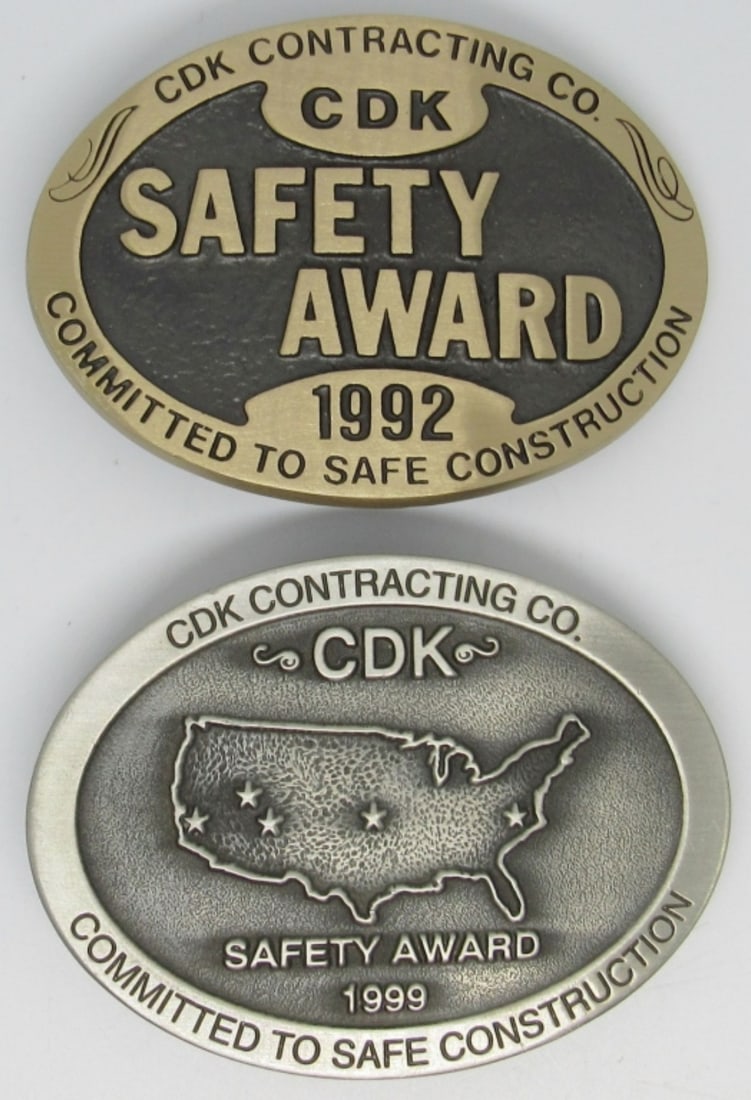 CDK CONTRACTING CO.
CDK
SAFETY
AWARD
1992
COMMITTED TO SAFE CONSTRUCTION
CDK CONTRACTING CO.
CDK
SAFETY AWARD
1999
COMMITTED TO SAFE CONSTRUCTION